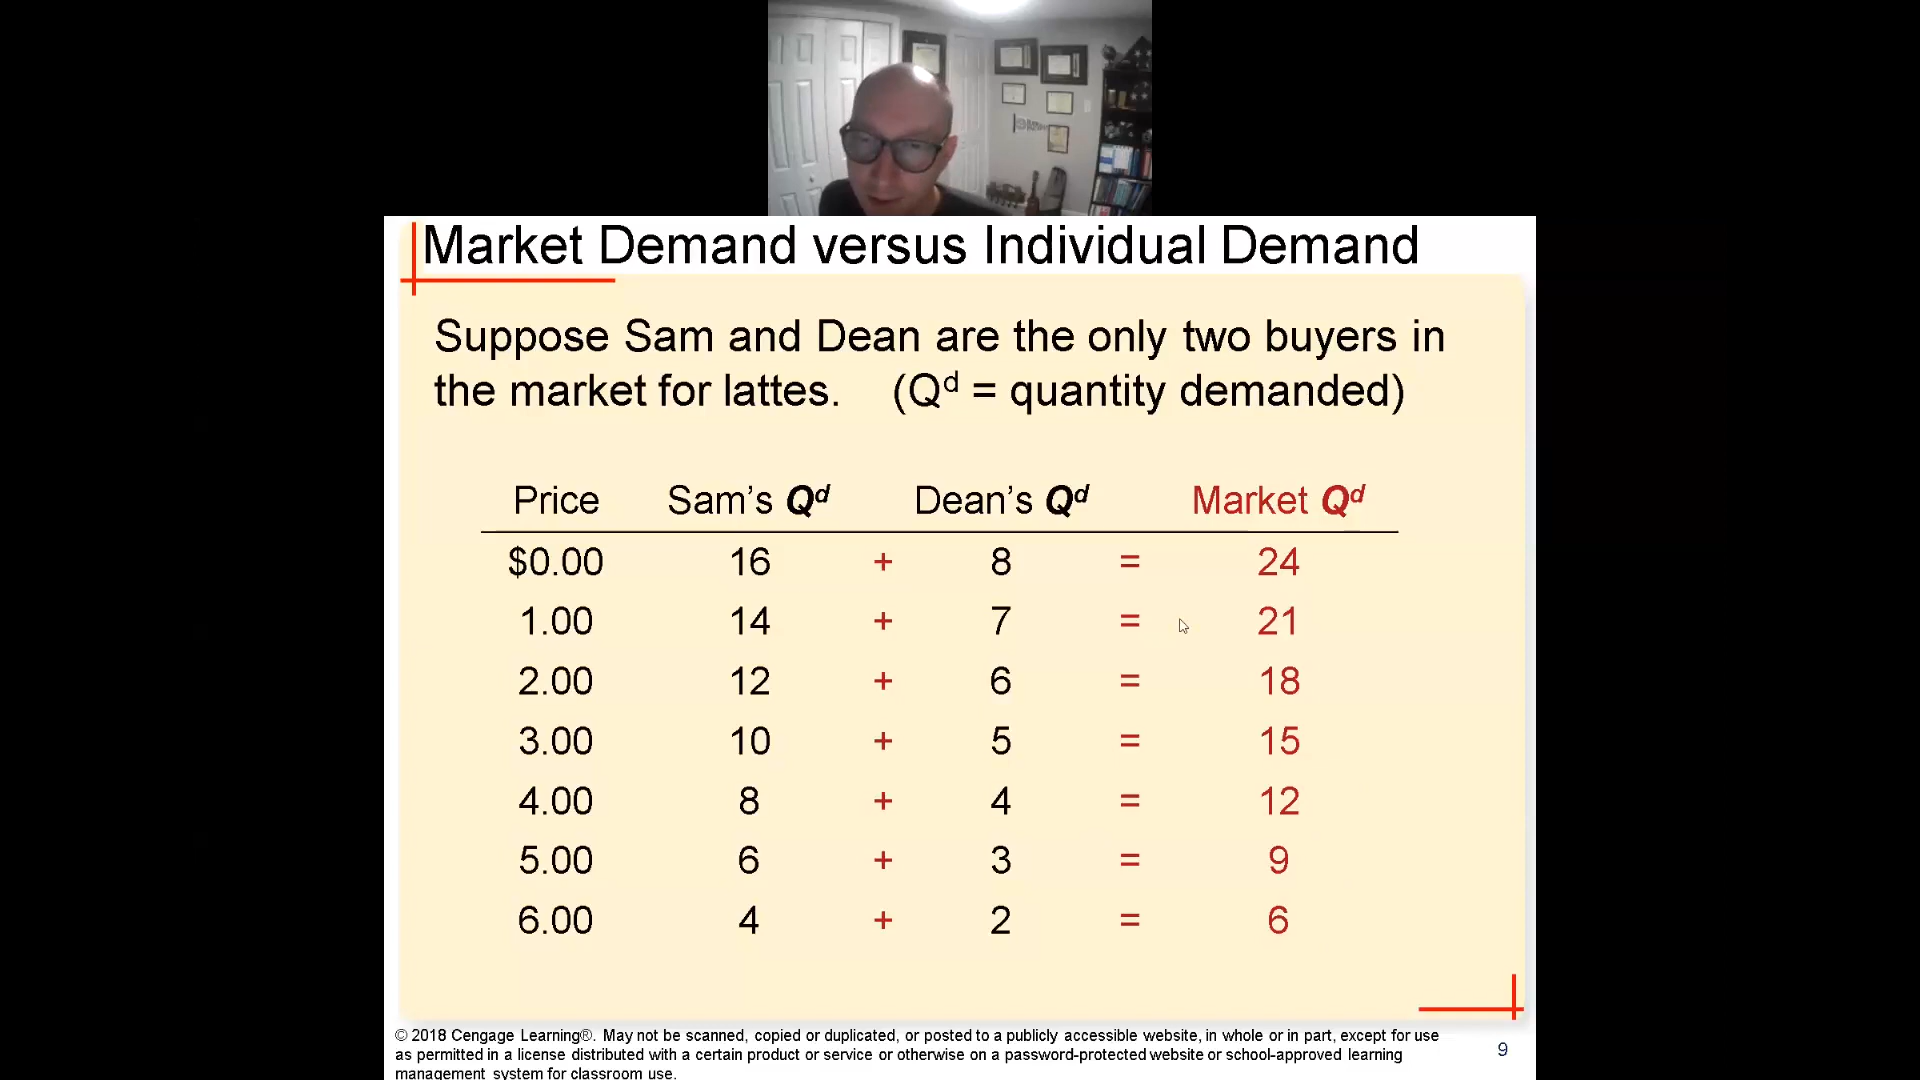 Market Demand versus Individual Demand
Suppose Sam and Dean are the only two buyers in
the market for lattes. (Qd = quantity demanded)
Price Sam’s Qd Dean’s Qd Market Qd
$0.00 16 + 8 = 24
1.00 14 + 7 = 21
2.00 12 + 6 = 18
3.00 10 + 5 = 15
4.00 8 + 4 = 12
5.00 6 + 3 = 9
6.00 4 + 2 = 6
© 2018 Cengage Learning®. May not be scanned, copied or duplicated, or posted to a publicly accessible website, in whole or in part, except for use
as permitted in a license distributed with a certain product or service or otherwise on a password-protected website or school-approved learning
management system for classroom use.
9